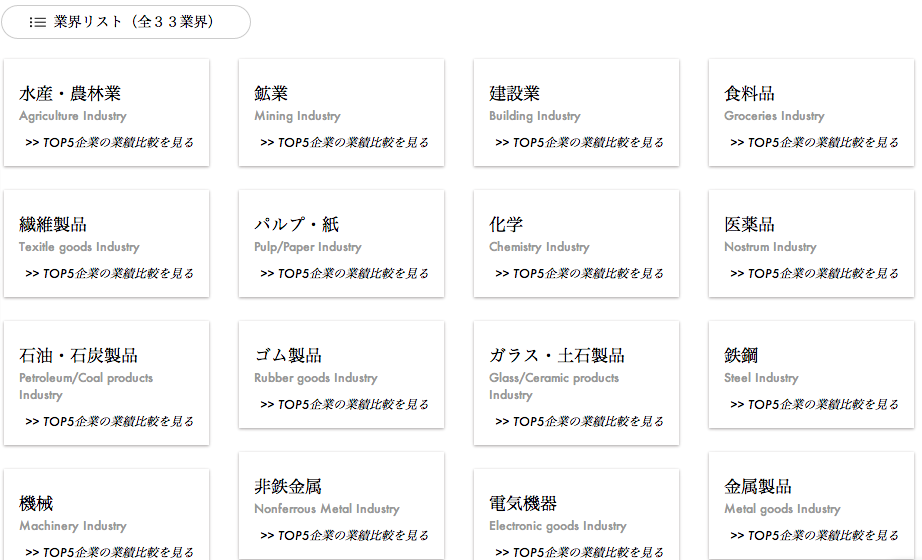 業界リスト（全３３業界）
水産・農林業
Agriculture Industry
>> TOP5企業の業績比較を見る
鉱業
Mining Industry
>> TOP5企業の業績比較を見る
建設業
Building Industry
>> TOP5企業の業績比較を見る
食料品
Groceries Industry
>> TOP5企業の業績比較を見る
繊維製品
Texitle goods Industry
>> TOP5企業の業績比較を見る
パルプ・紙
Pulp/Paper Industry
>> TOP5企業の業績比較を見る
化学
Chemistry Industry
>> TOP5企業の業績比較を見る
医薬品
Nostrum Industry
>> TOP5企業の業績比較を見る
石油・石炭製品
Petroleum/Coal products
Industry
>> TOP5企業の業績比較を見る
ゴム製品
Rubber goods Industry
>> TOP5企業の業績比較を見る
ガラス・土石製品
Glass/Ceramic products
Industry
>> TOP5企業の業績比較を見る
鉄鋼
Steel Industry
>> TOP5企業の業績比較を見る
機械
Machinery Industry
>> TOP5企業の業績比較を見る
非鉄金属
Nonferrous Metal Industry
>> TOP5企業の業績比較を見る
電気機器
Electronic goods Industry
>> TOP5企業の業績比較を見る
金属製品
Metal goods Industry
>> TOP5企業の業績比較を見る